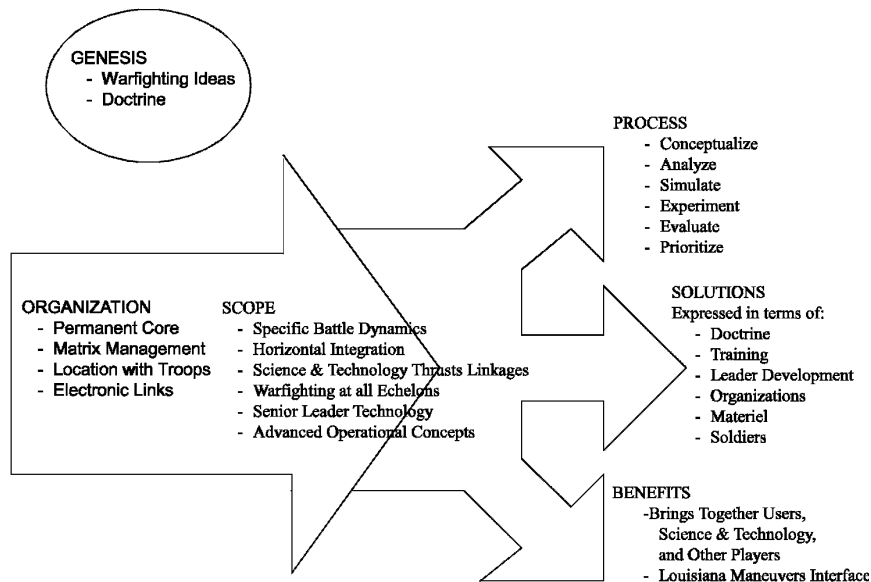 GENESIS
- Warfighting Ideas
- Doctrine
ORGANIZATION
- Permanent Core
- Matrix Management
- Location with Troops
- Electronic Links
SCOPE
- Specific Battle Dynamics
- Horizontal Integration
- Science & Technology Thrusts Linkages
- Warfighting at all Echelons
- Senior Leader Technology
- Advanced Operational Concepts
PROCESS
- Conceptualize
- Analyze
- Simulate
- Experiment
- Evaluate
- Prioritize
SOLUTIONS
Expressed in terms of:
- Doctrine
- Training
- Leader Development
- Organizations
- Materiel
- Soldiers
BENEFITS
-Brings Together Users,
Science & Technology,
and Other Players
- Louisiana Maneuvers Interface